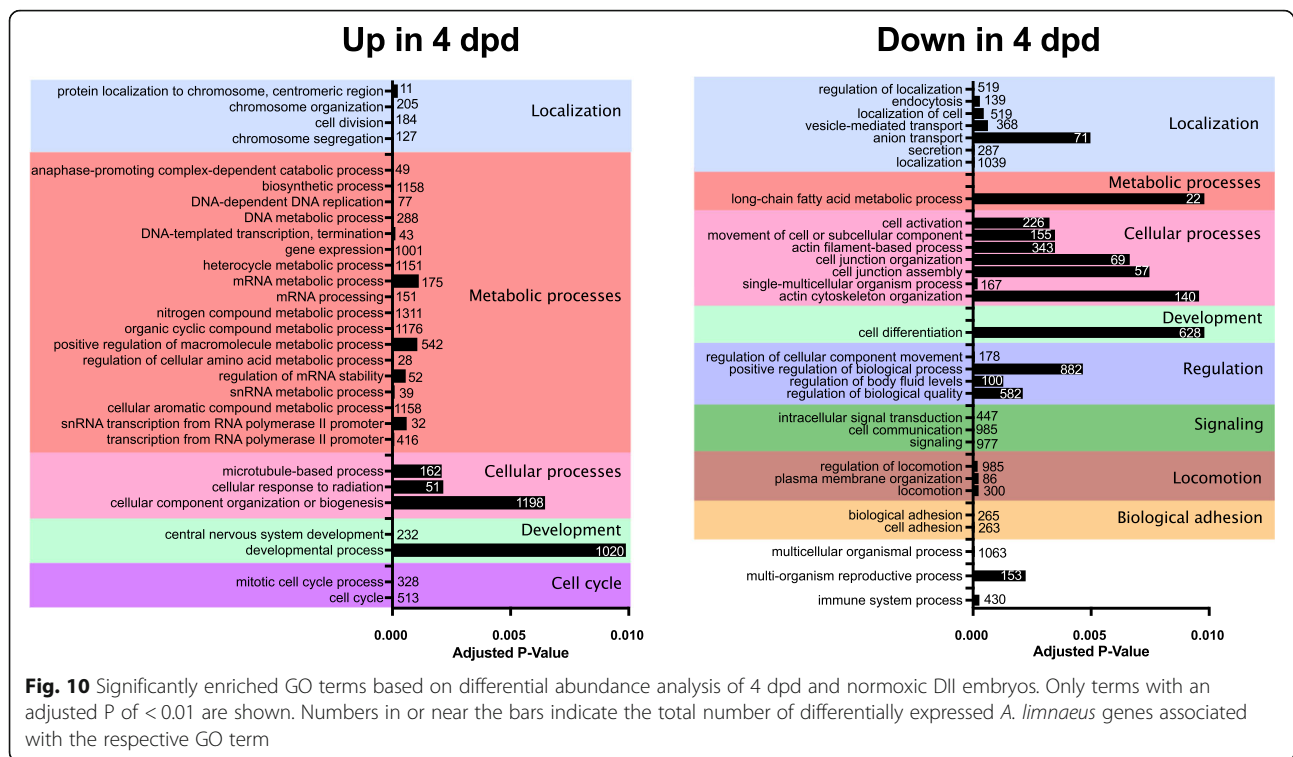 Up in 4 dpd
protein localization to chromosome, centromeric region 11
chromosome organization 205
cell division 184
chromosome segregation 127
Localization
anaphase-promoting complex-dependent catabolic process 49
biosynthetic process 1158
DNA-dependent DNA replication 77
DNA metabolic process 288
DNA-templated transcription, termination 43
gene expression 1001
heterocycle metabolic process 1151
mRNA metabolic process 175
mRNA processing 151
nitrogen compound metabolic process 1311
organic cyclic compound metabolic process 1176
positive regulation of macromolecule metabolic process 542
regulation of cellular amino acid metabolic process 28
regulation of mRNA stability 52
snRNA metabolic process 39
cellular aromatic compound metabolic process 1158
snRNA transcription from RNA polymerase II promoter 32
transcription from RNA polymerase II promoter 416
Metabolic processes
microtubule-based process 162
cellular response to radiation 51
cellular component organization or biogenesis 1198
Cellular processes
central nervous system development 232
developmental process 1020
Development
mitotic cell cycle process 328
cell cycle 513
Cell cycle
0.000 0.005 0.010
Adjusted P-Value
Down in 4 dpd
regulation of localization 519
endocytosis 139
localization of cell 519
vesicle-mediated transport 368
anion transport 71
secretion 287
localization 1039
Localization
Metabolic processes
long-chain fatty acid metabolic process 22
cell activation 226
movement of cell or subcellular component 155
actin filament-based process 343
cell junction organization 69
cell junction assembly 57
single-multicellular organism process 167
actin cytoskeleton organization 140
Cellular processes
Development
cell differentiation 628
regulation of cellular component movement 178
positive regulation of biological process 882
regulation of body fluid levels 100
regulation of biological quality 582
Regulation
intracellular signal transduction 447
cell communication 985
signaling 977
Signaling
regulation of locomotion 985
plasma membrane organization 86
locomotion 300
Locomotion
biological adhesion 265
cell adhesion 263
Biological adhesion
multicellular organismal process 1063
multi-organism reproductive process 153
immune system process 430
0.000 0.005 0.010
Adjusted P-Value
Fig. 10 Significantly enriched GO terms based on differential abundance analysis of 4 dpd and normoxic DII embryos. Only terms with an
adjusted P of < 0.01 are shown. Numbers in or near the bars indicate the total number of differentially expressed A. limnaeus genes associated
with the respective GO term